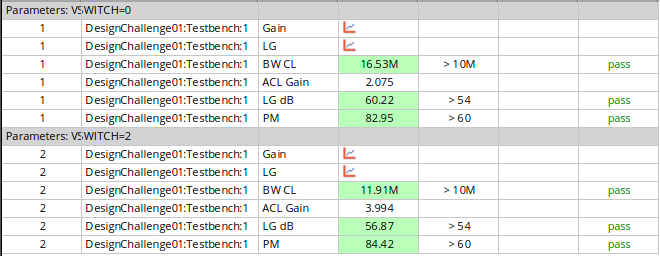 Parameters: VSWITCH=0
1 DesignChallenge01:Testbench:1 Gain
1 DesignChallenge01:Testbench:1 LG
1 DesignChallenge01:Testbench:1 BW CL 16.53M > 10M pass
1 DesignChallenge01:Testbench:1 ACL Gain 2.075
1 DesignChallenge01:Testbench:1 LG dB 60.22 > 54 pass
1 DesignChallenge01:Testbench:1 PM 82.95 > 60 pass
Parameters: VSWITCH=2
2 DesignChallenge01:Testbench:1 Gain
2 DesignChallenge01:Testbench:1 LG
2 DesignChallenge01:Testbench:1 BW CL 11.91M > 10M pass
2 DesignChallenge01:Testbench:1 ACL Gain 3.994
2 DesignChallenge01:Testbench:1 LG dB 56.87 > 54 pass
2 DesignChallenge01:Testbench:1 PM 84.42 > 60 pass